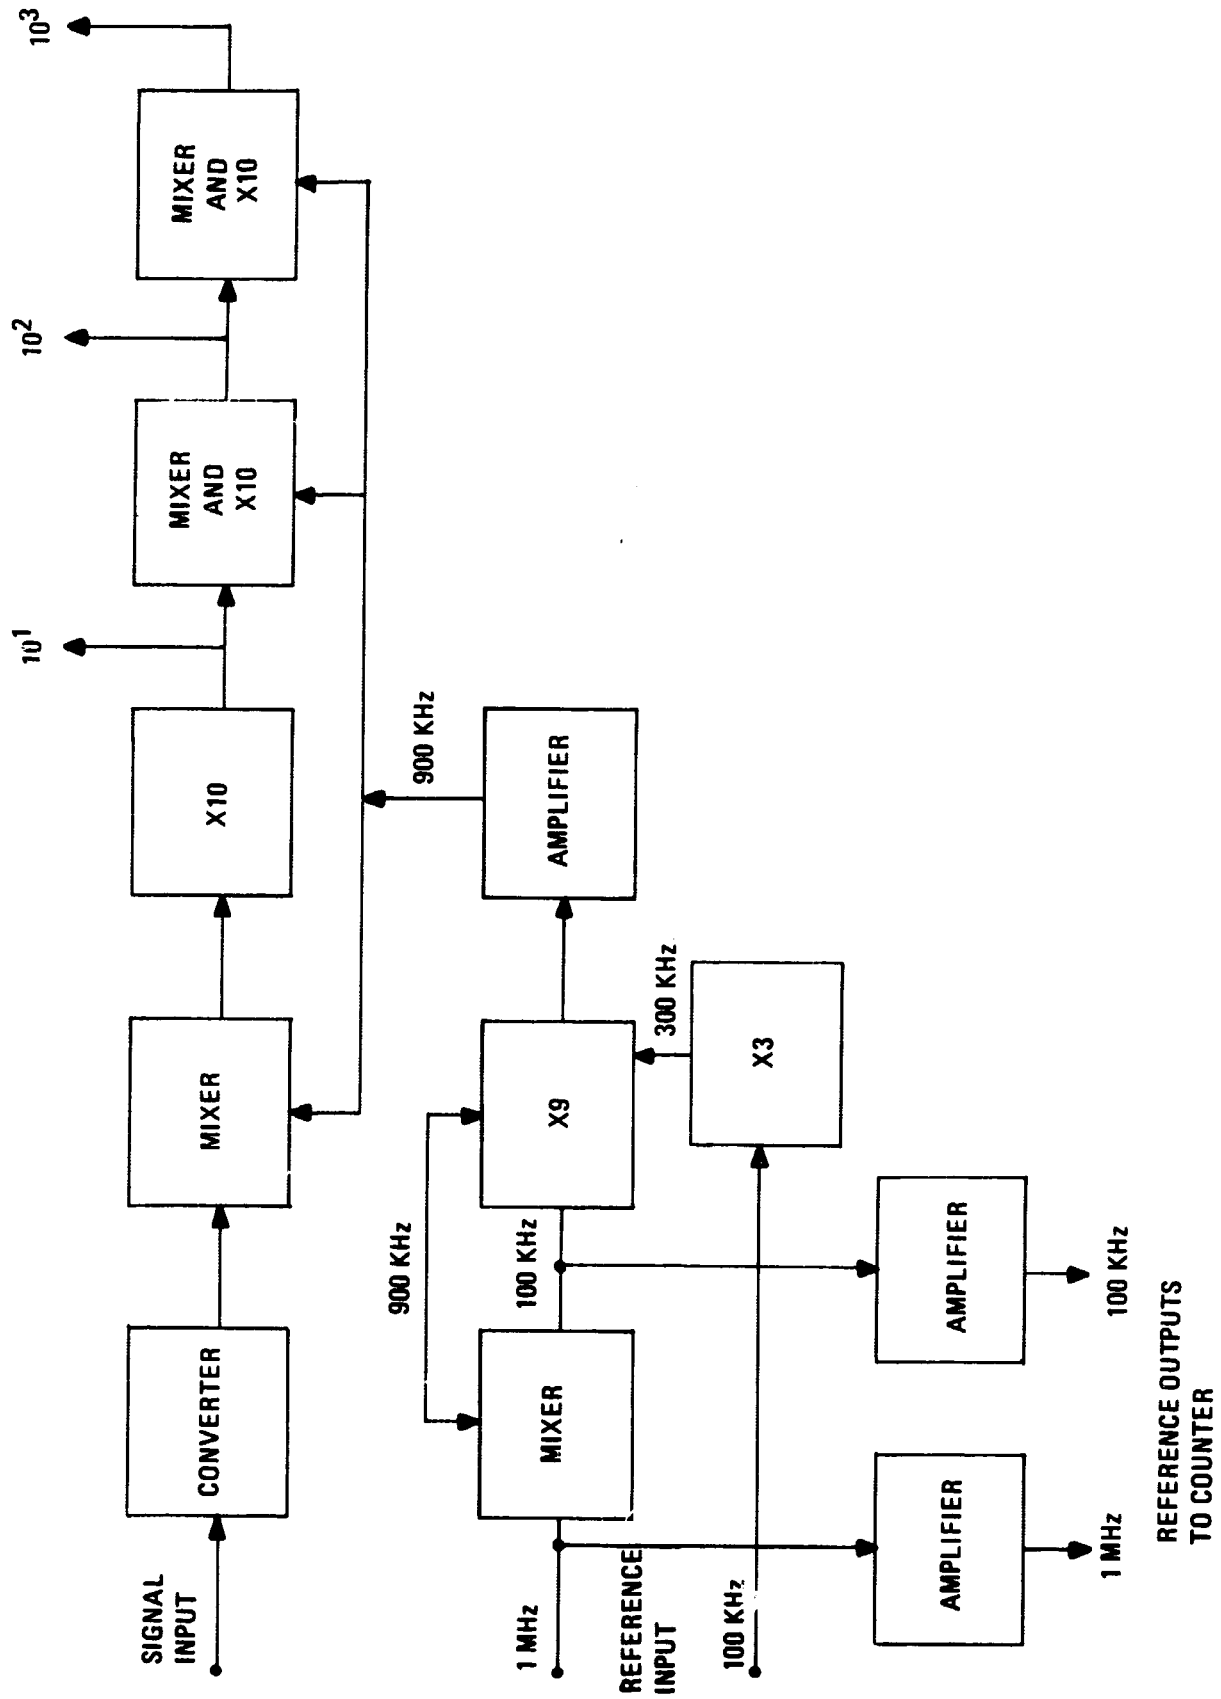 SIGNAL
INPUT
CONVERTER
MIXER
X10
10¹
MIXER
AND
X10
10²
MIXER
AND
X10
10³
900 KHz
900 KHz
1 MHz
REFERENCE
INPUT
MIXER
100 KHz
X9
AMPLIFIER
300 KHz
100 KHz
X3
AMPLIFIER
AMPLIFIER
1 MHz
100 KHz
REFERENCE OUTPUTS
TO COUNTER